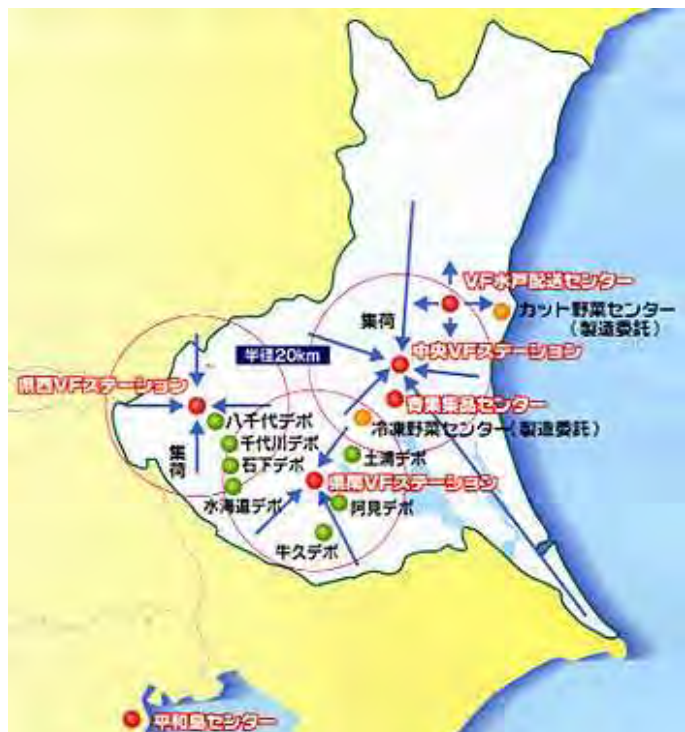 VF水戸配送センター
カット野菜センター
（製造委託）
集荷
半径20km
中央VFステーション
県西VFステーション
青果集品センター
八千代デポ
冷凍野菜センター（製造委託）
千代川デポ
集荷
石下デポ
土浦デポ
県南VFステーション
水海道デポ
阿見デポ
牛久デポ
平和島センター